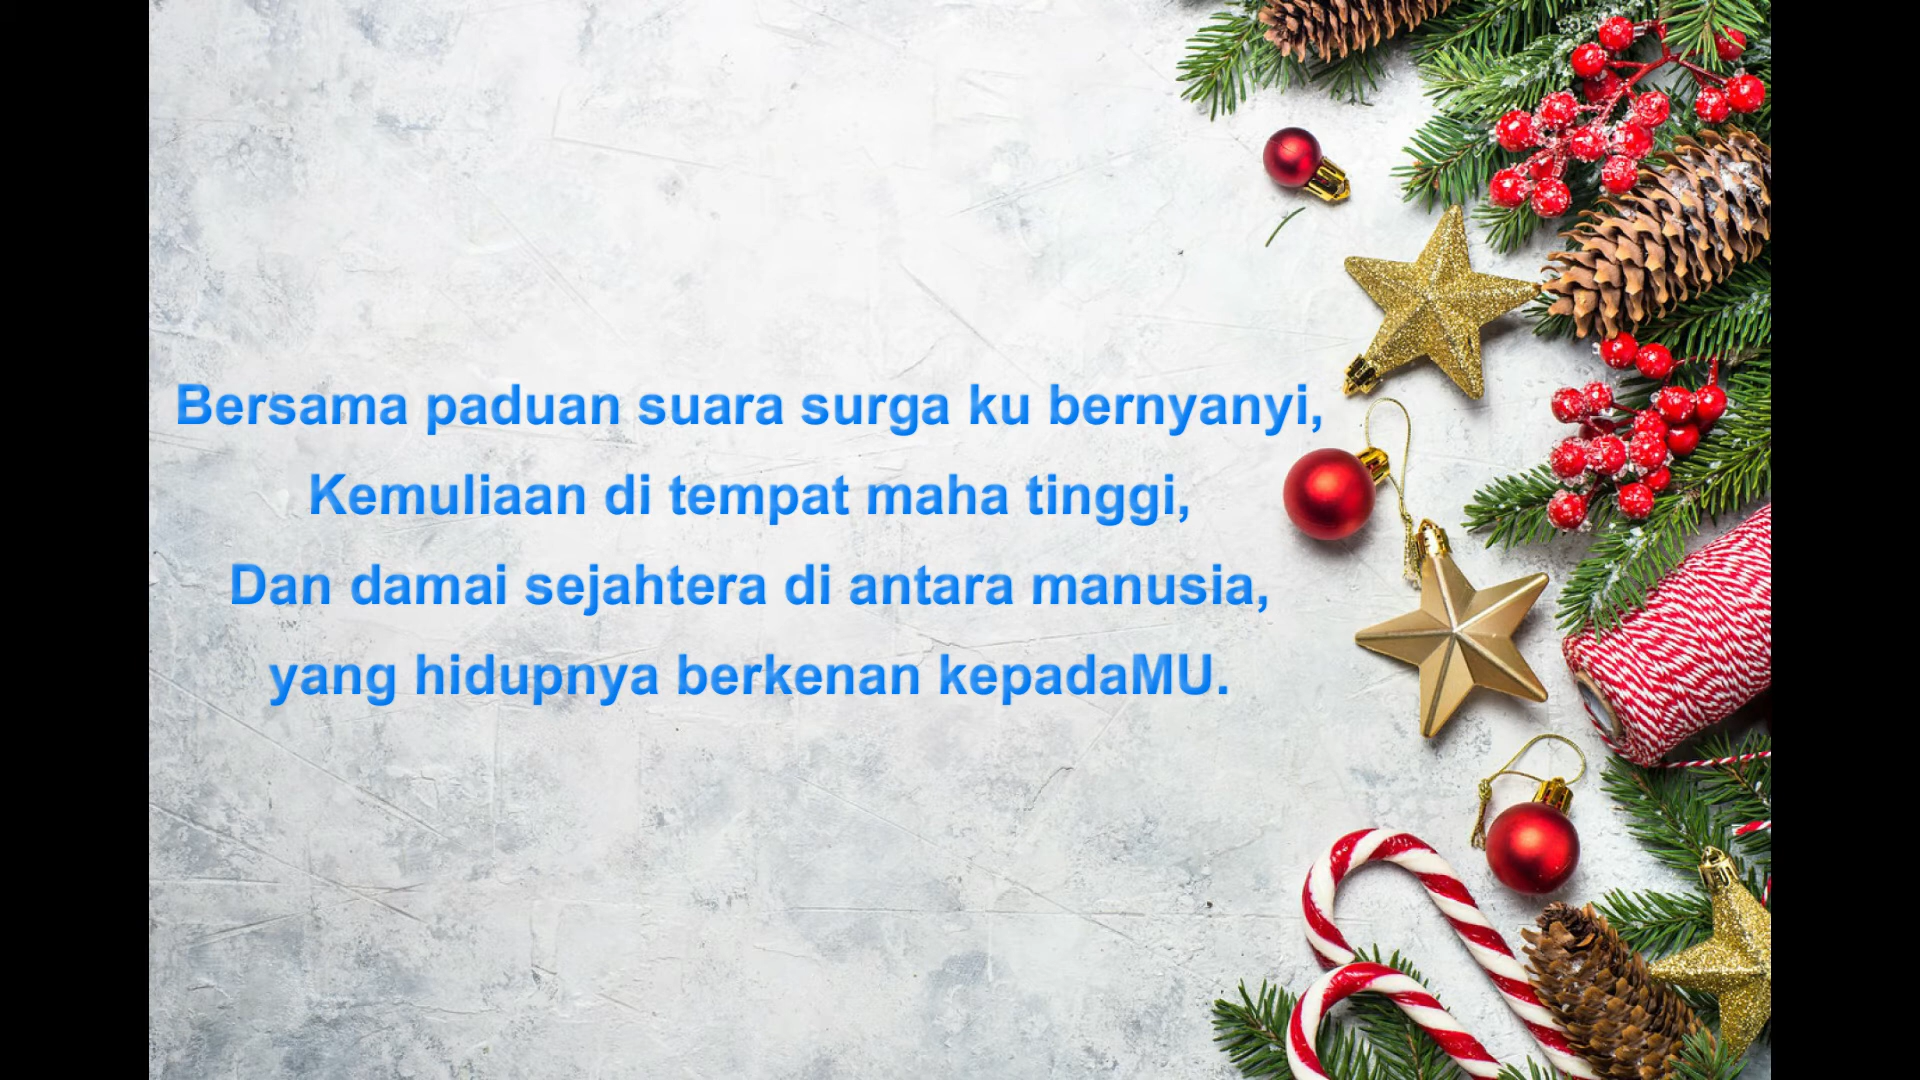 Bersama paduan suara surga ku bernyanyi,
Kemuliaan di tempat maha tinggi,
Dan damai sejahtera di antara manusia,
yang hidupnya berkenan kepadaMU.